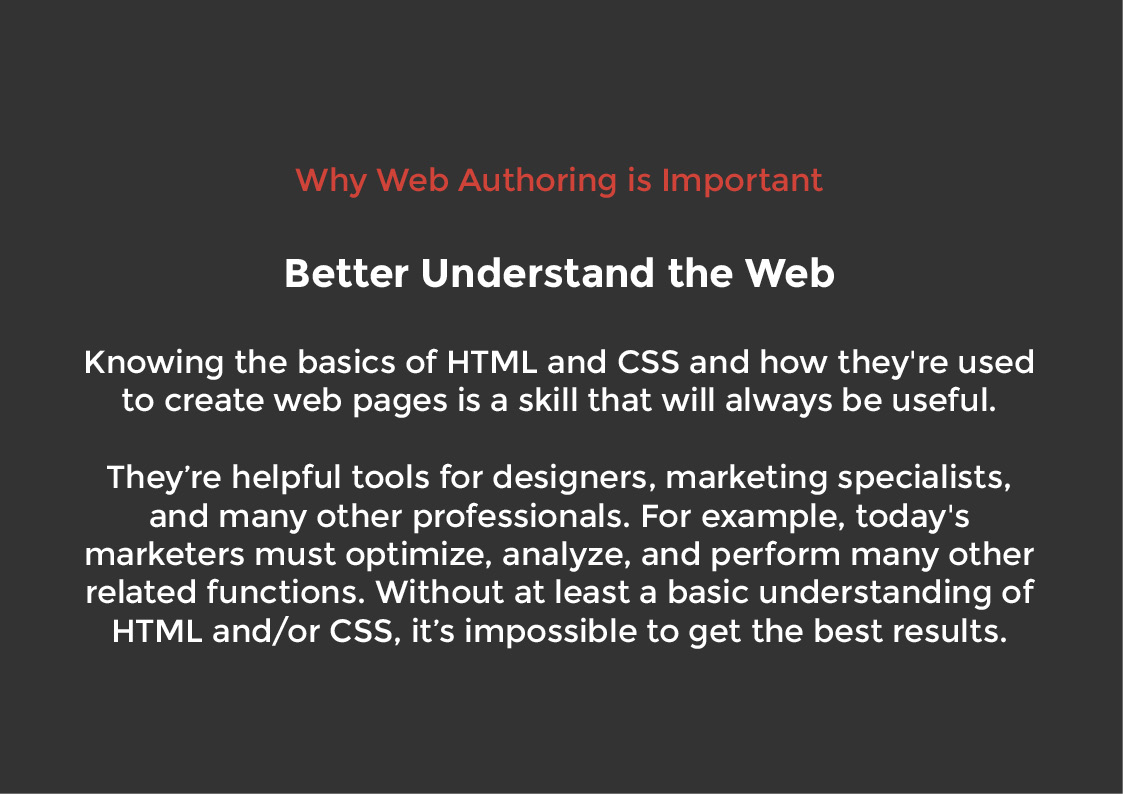 Why Web Authoring is Important
Better Understand the Web
Knowing the basics of HTML and CSS and how they're used
to create web pages is a skill that will always be useful.
They’re helpful tools for designers, marketing specialists,
and many other professionals. For example, today's
marketers must optimize, analyze, and perform many other
related functions. Without at least a basic understanding of
HTML and/or CSS, it’s impossible to get the best results.